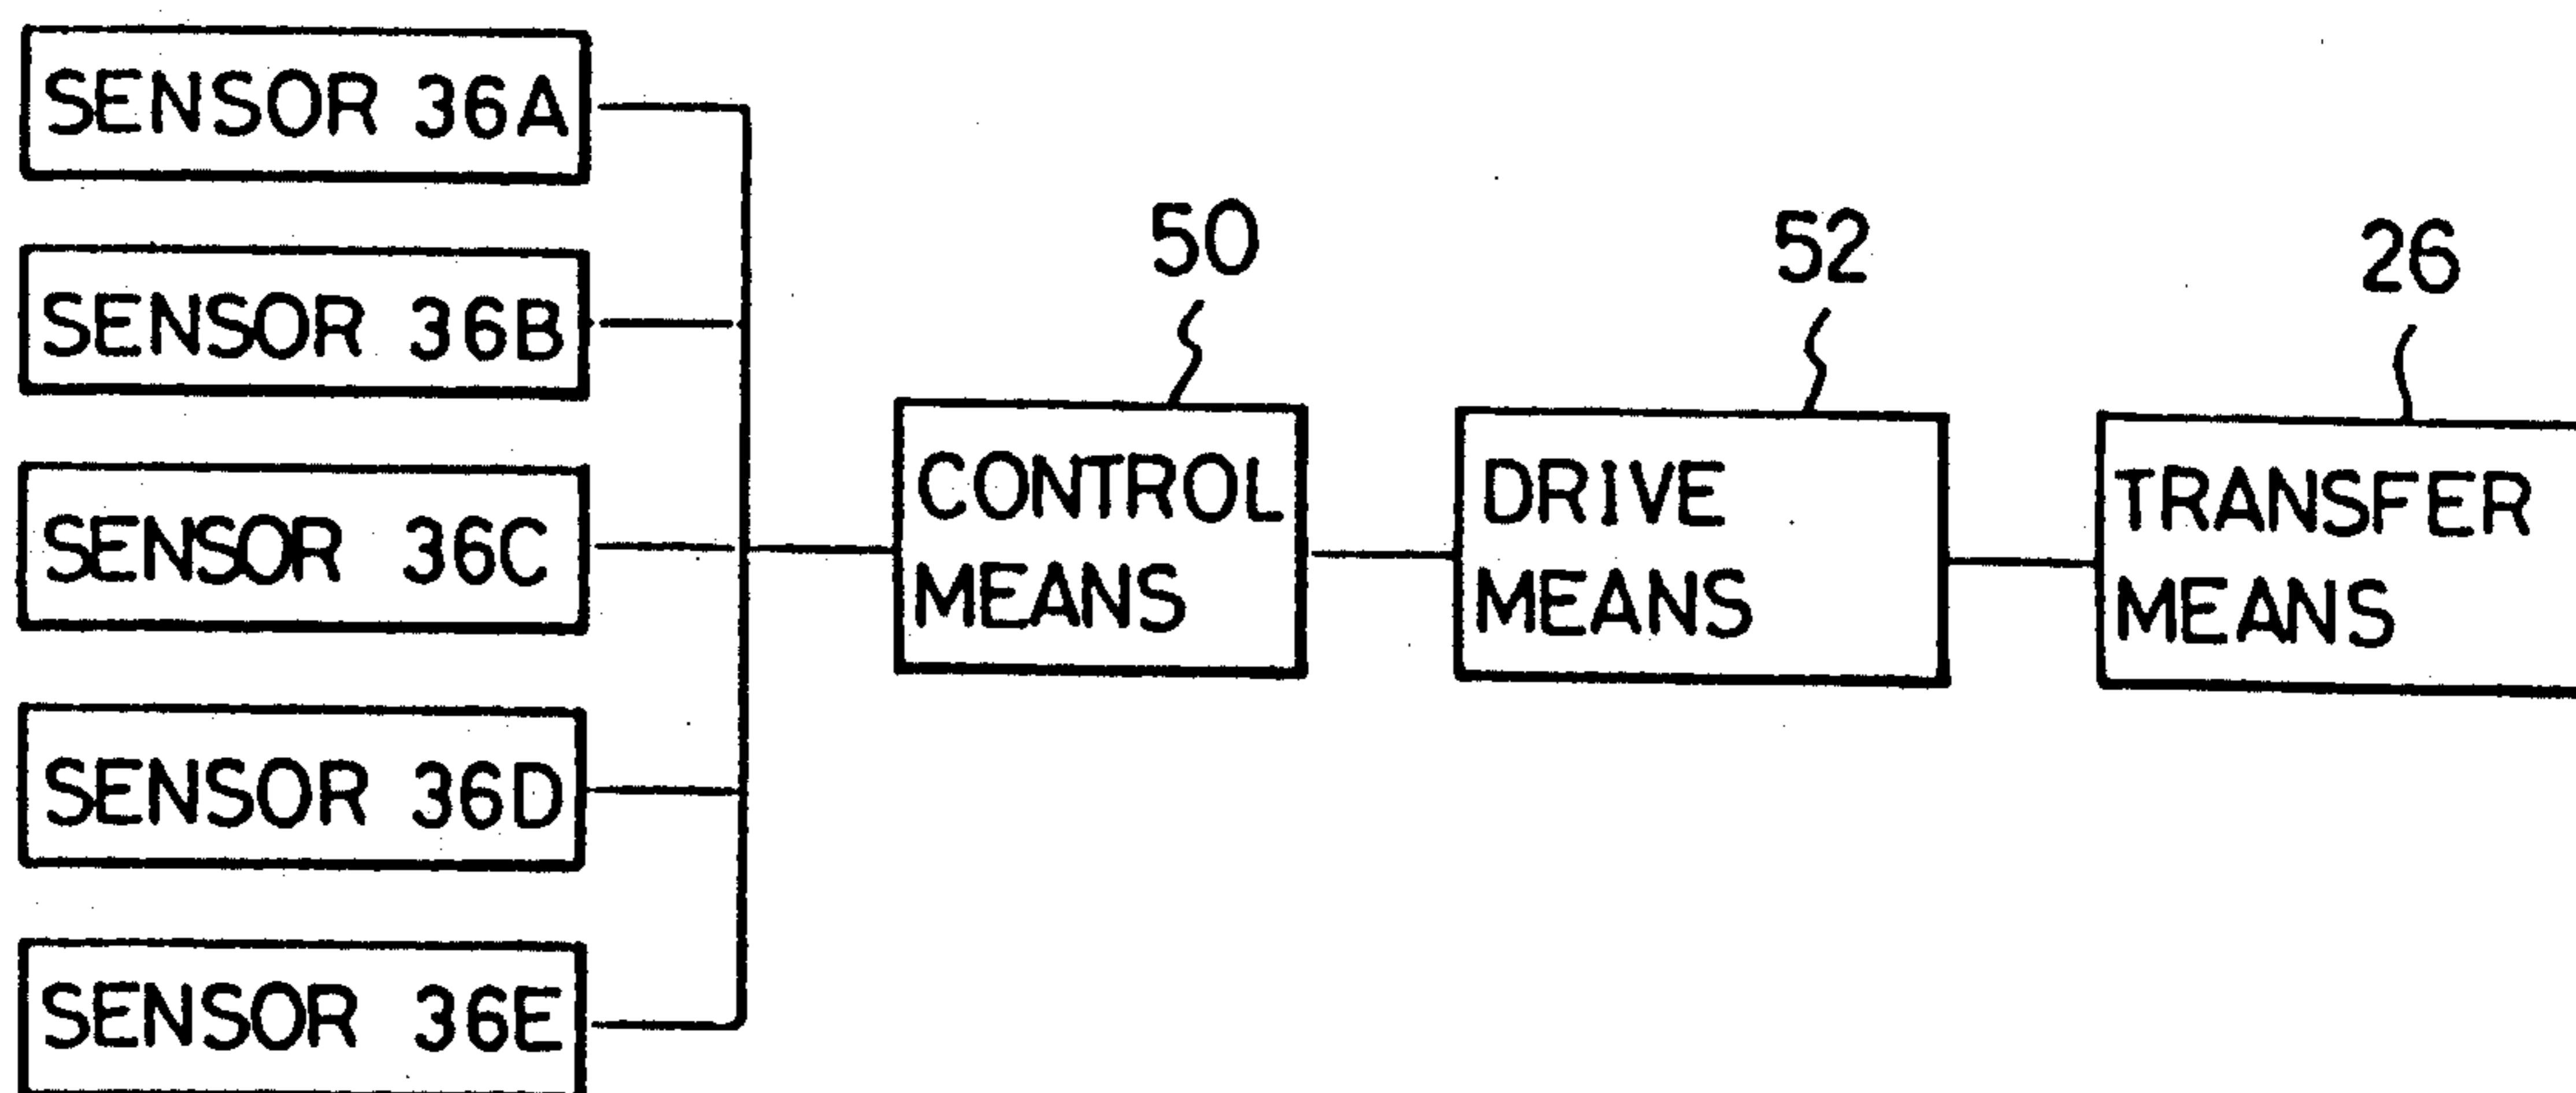 SENSOR 36A
SENSOR 36B
SENSOR 36C
SENSOR 36D
SENSOR 36E
50
CONTROL
MEANS
52
DRIVE
MEANS
26
TRANSFER
MEANS